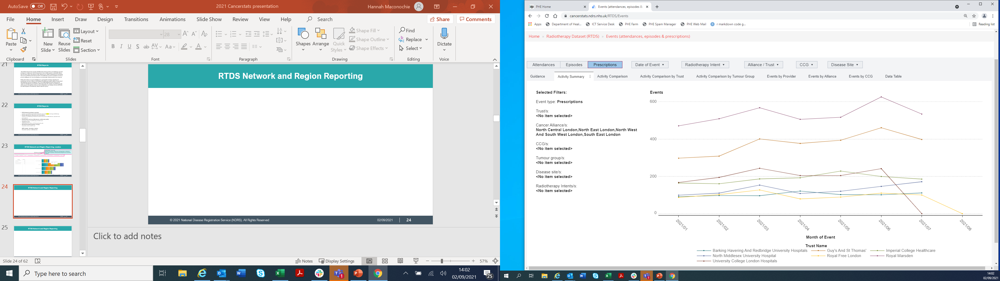 AutoSave Off
2021 Cancerstats presentation
Hannah Maconochie
File Home Insert Draw Design Transitions Animations Slide Show Review View Help Search
Share Comments
Paste
New Slide
Reuse Slides
Layout
Reset
Section
28
B I U S ab AV Aa A
Shapes
Arrange
Quick Styles
Shape Fill
Shape Outline
Shape Effects
Find
Replace
Select
Dictate
Clipboard Slides Font Paragraph Drawing Editing Voice
21
RTDS Reports
22
RTDS Reports
23
RTDS Network and Region Reporting, London
24
RTDS Network and Region Reporting
25
RTDS Network and Region Reporting
RTDS Network and Region Reporting
© 2021 National Disease Registration Service (NDRS). All Rights Reserved
02/09/2021 24
Click to add notes
Slide 24 of 62
Notes Display Settings 57%
Type here to search
14:02
02/09/2021
25
PHE Home
Events (attendances, episodes &
cancerstats.ndrs.nhs.uk/RTDS/Events
Apps Department of Heal... ICT Service Desk PHE Farm PHE Spam Manager PHE Web Mail r markdown code g... Reading list
Home » Radiotherapy Dataset (RTDS) » Events (attendances, episodes & prescriptions)
Attendances Episodes Prescriptions Date of Event Radiotherapy Intent Alliance / Trust CCG Disease Site
Guidance Activity Summary Activity Comparison Activity Comparison by Trust Activity Comparison by Tumour Group Events by Provider Events by Alliance Events by CCG Data Table
Selected Filters:
Event type: Prescriptions
Trust/s:
<No item selected>
Cancer Alliance/s:
North Central London,North East London,North West
And South West London,South East London
CCG/s:
<No item selected>
Tumour group/s:
<No item selected>
Disease site/s:
<No item selected>
Radiotherapy Intents/s:
<No item selected>
Events
600
400
200
0
2021/01 2021/02 2021/03 2021/04 2021/05 2021/06 2021/07 2021/08
Month of Event
Trust Name
Barking Havering And Redbridge University Hospitals Guy's And St Thomas' Imperial College Healthcare
North Middlesex University Hospital Royal Free London Royal Marsden
University College London Hospitals
14:02
02/09/2021